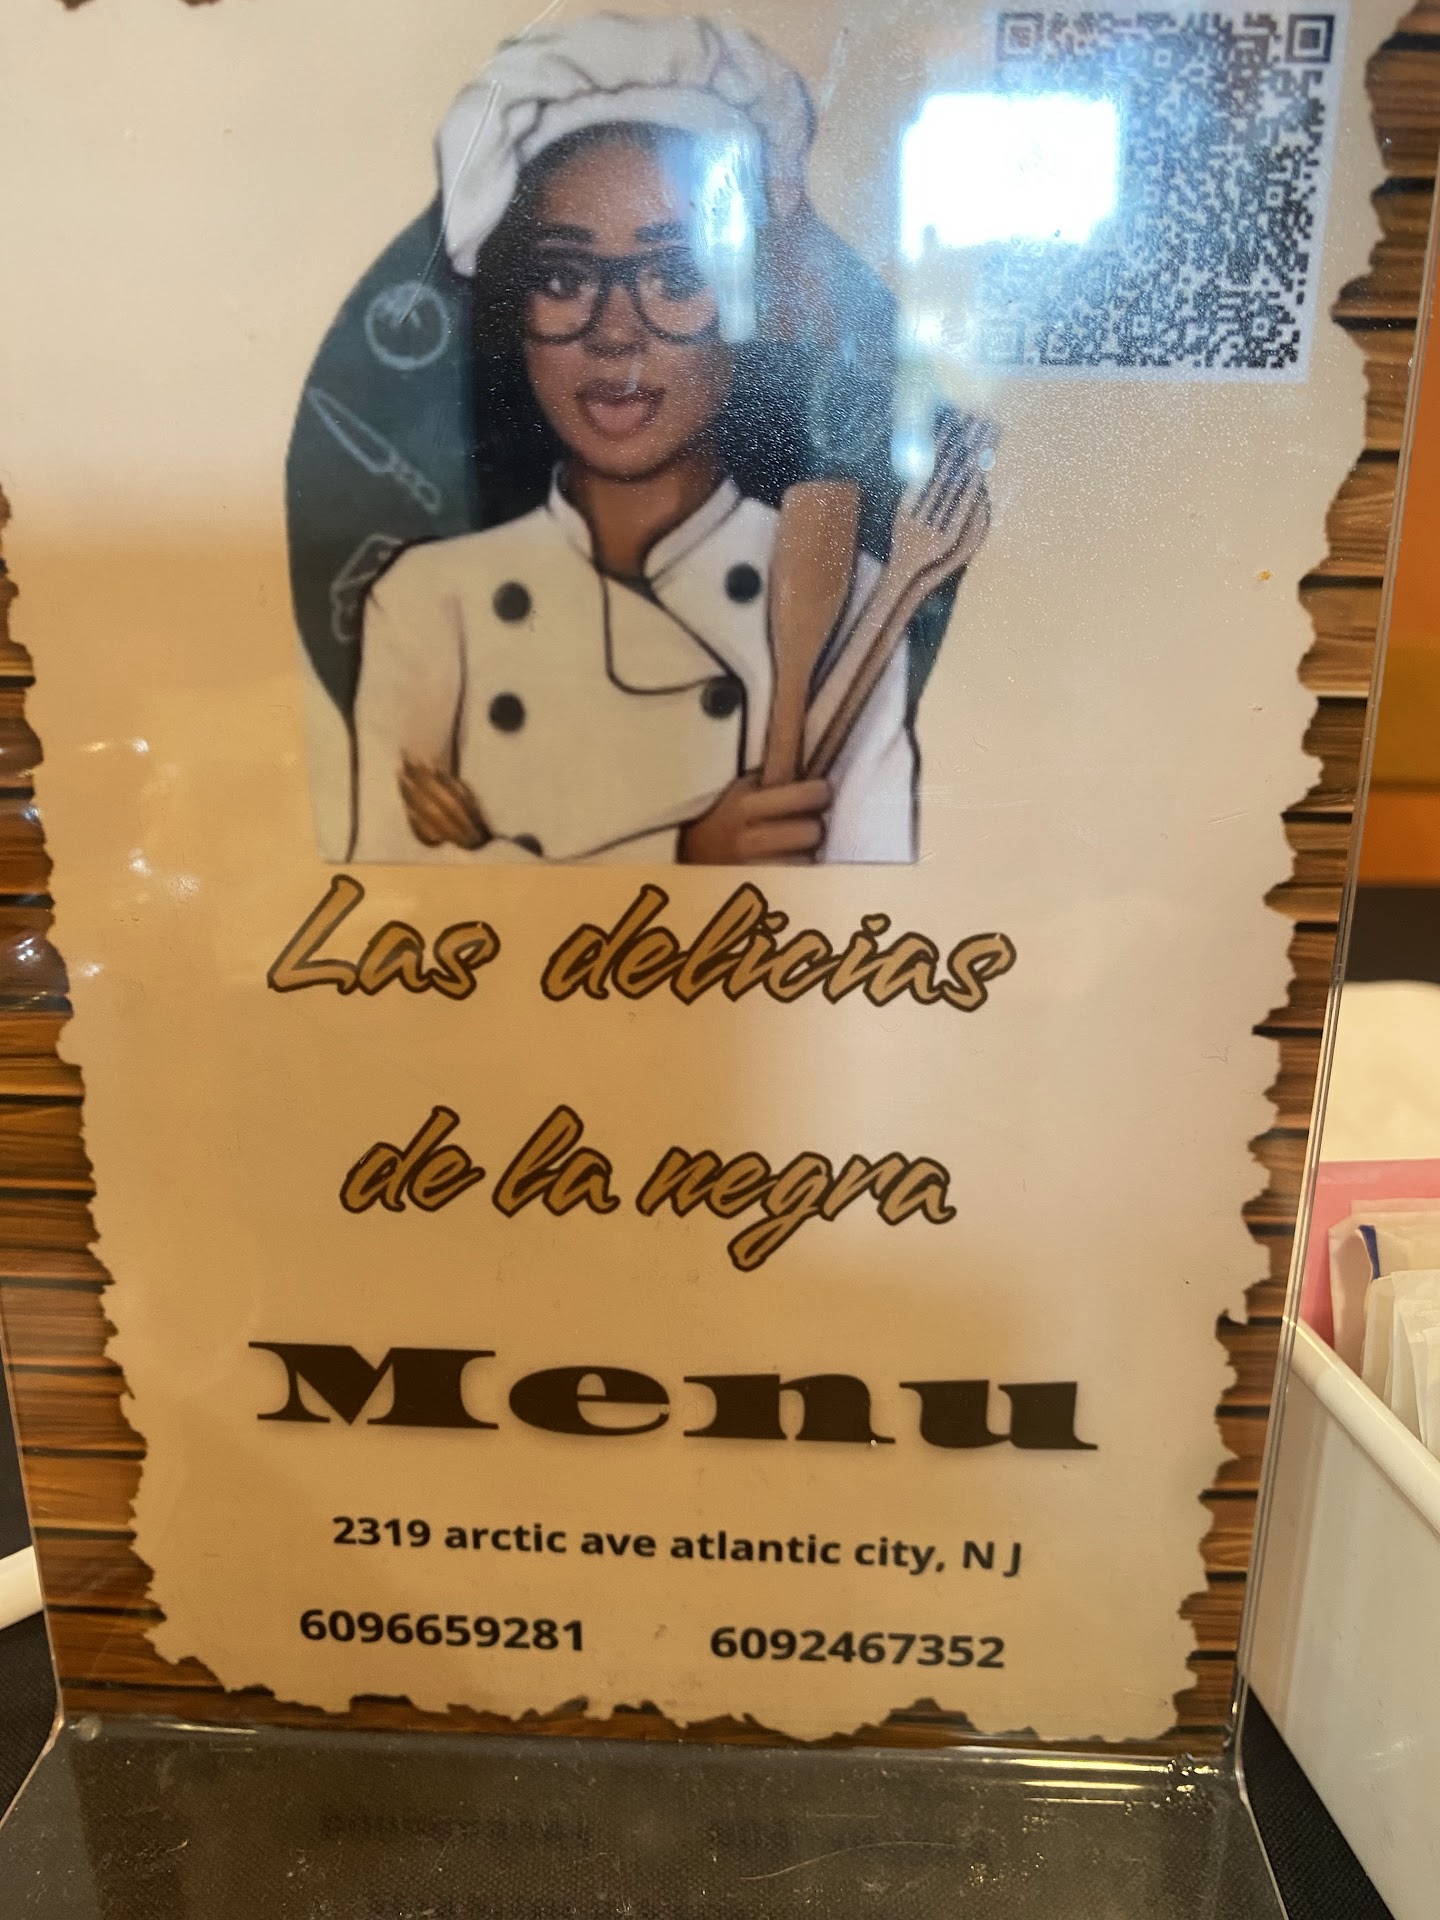 Las delicias
de la negra
Menu
2319 arctic ave atlantic city, N J
6096659281 6092467352